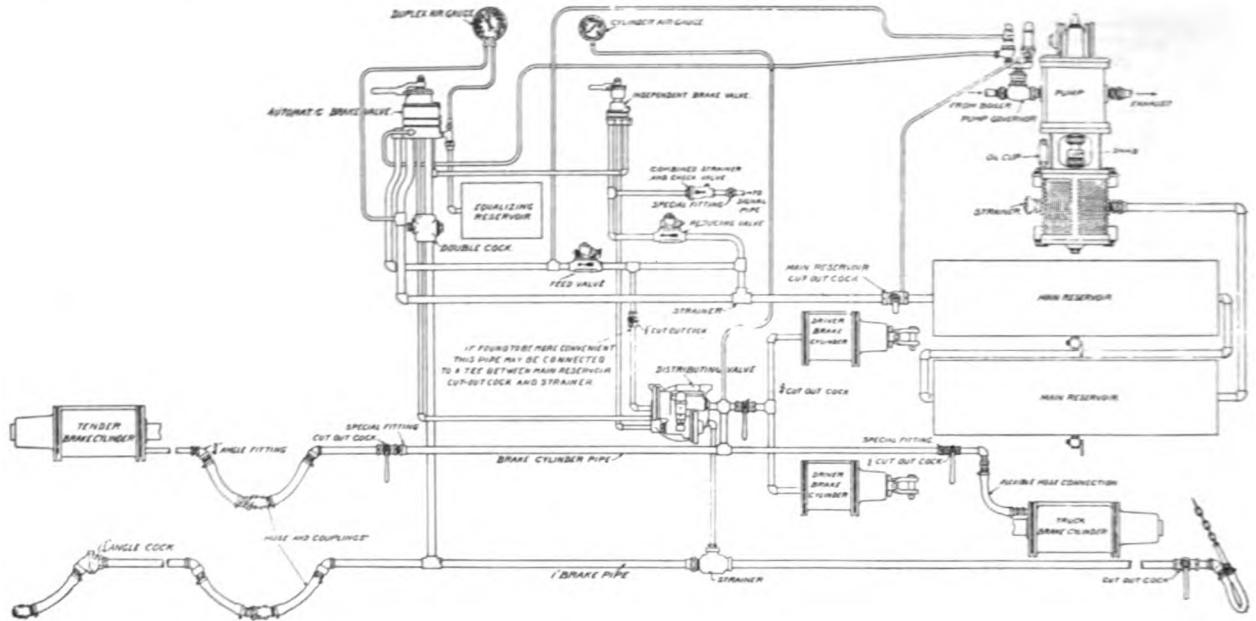 DUPLEX AIR GAUGE
CYLINDER AIR GAUGE
AUTOMATIC BRAKE VALVE
INDEPENDENT BRAKE VALVE
FROM BOILER
PUMP GOVERNOR
PUMP
EXHAUST
OIL CUP
STRAINER
COMBINED STRAINER
AND CHECK VALVE
SPECIAL FITTING
TO
SIGNAL
PIPE
EQUALIZING
RESERVOIR
REDUCING VALVE
DOUBLE COCK
FEED VALVE
MAIN RESERVOIR
CUT OUT COCK
MAIN RESERVOIR
STRAINER
CUT OUT COCK
DRIVER
BRAKE
CYLINDER
IF FOUND TO BE MORE CONVENIENT
THIS PIPE MAY BE CONNECTED
TO A TEE BETWEEN MAIN RESERVOIR
CUT-OUT COCK AND STRAINER
DISTRIBUTING VALVE
CUT OUT COCK
MAIN RESERVOIR
TENDER
BRAKE CYLINDER
ANGLE FITTING
SPECIAL FITTING
CUT OUT COCK
BRAKE CYLINDER PIPE
SPECIAL FITTING
CUT OUT COCK
DRIVER
BRAKE
CYLINDER
FLEXIBLE HOSE CONNECTION
TRUCK
BRAKE CYLINDER
HOSE AND COUPLINGS
ANGLE COCK
1" BRAKE PIPE
STRAINER
CUT OUT COCK